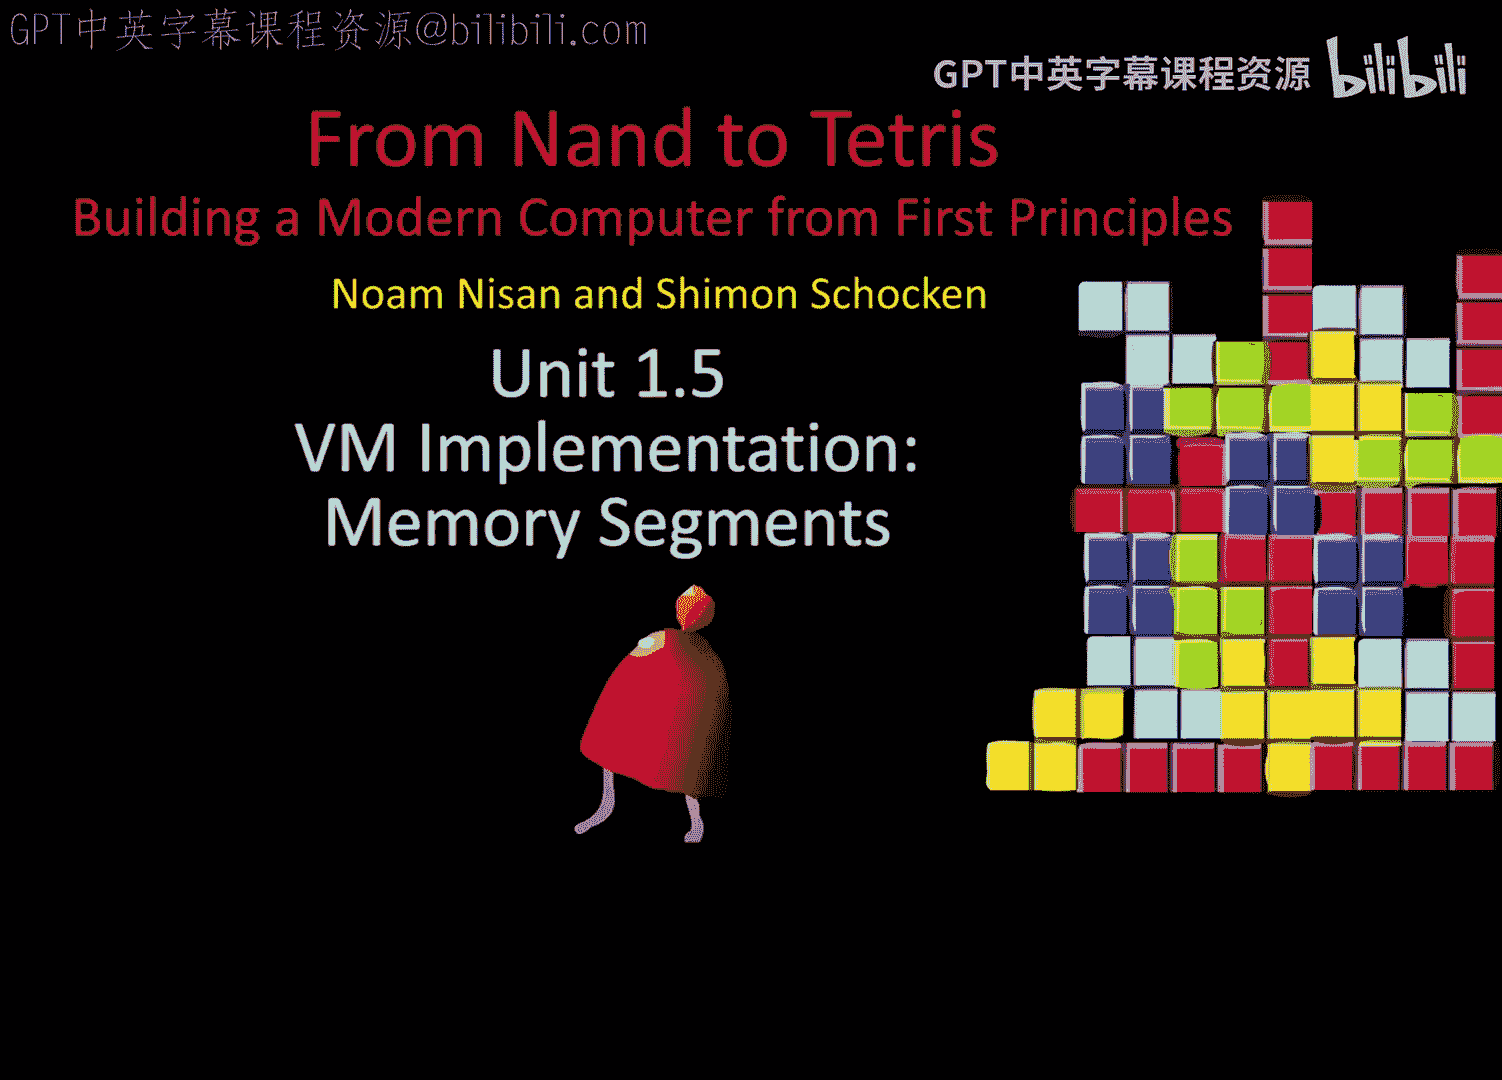 GPT中英字幕课程资源@bilibili.com
GPT中英字幕课程资源 bilibili
From Nand to Tetris
Building a Modern Computer from First Principles
Noam Nisan and Shimon Schocken
Unit 1.5
VM Implementation:
Memory Segments